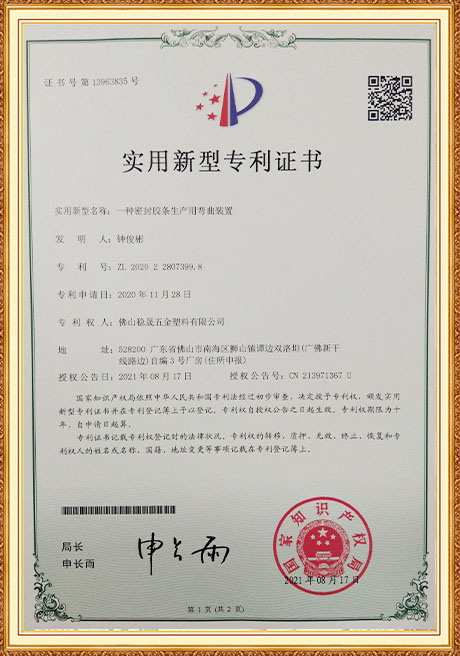 证书号第13963835号
实用新型专利证书
实用新型名称：一种密封胶条生产用弯曲装置
发 明 人：钟俊彬
专 利 号：ZL 2020 2 2807399.8
专利申请日：2020年11月28日
专 利 权 人：佛山稳晟五金塑料有限公司
地 址：528200 广东省佛山市南海区狮山镇谭边双洛坦(广佛新干
线路边)自编3号厂房(住所申报)
授权公告日：2021年08月17日 授权公告号：CN 213971367 U
国家知识产权局依照中华人民共和国专利法经过初步审查，决定授予专利权，颁发实用
新型专利证书并在专利登记簿上予以登记。专利权自授权公告之日起生效。专利权期限为十
年，自申请日起算。
专利证书记载专利权登记时的法律状况。专利权的转移、质押、无效、终止、恢复和专
利权人的姓名或名称、国籍、地址变更等事项记载在专利登记簿上。
局长
申长雨
申长雨
国家知识产权局
2021年08月17日
第1页(共2页)